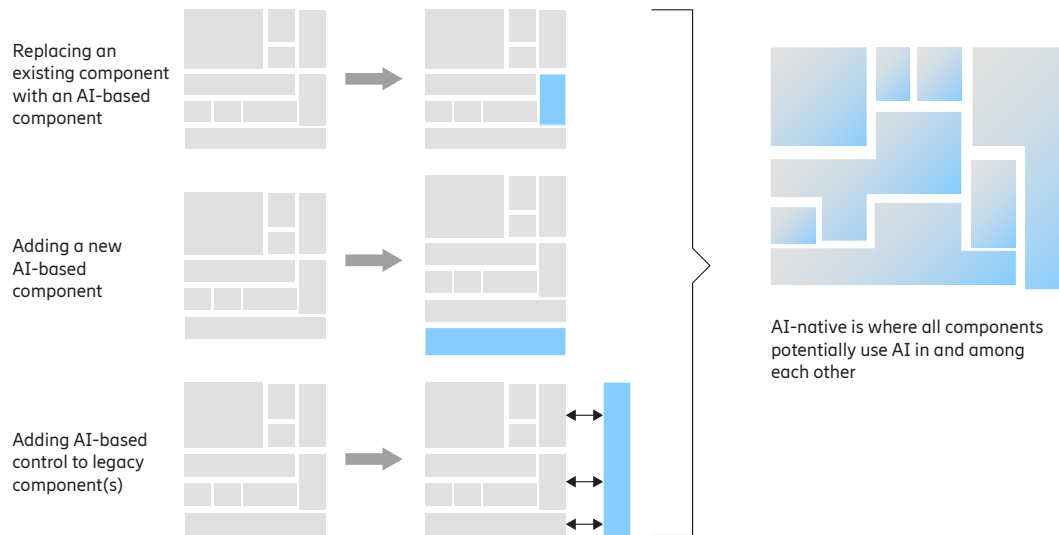 Replacing an
existing component
with an AI-based
component
Adding a new
AI-based
component
Adding AI-based
control to legacy
component(s)
AI-native is where all components
potentially use AI in and among
each other